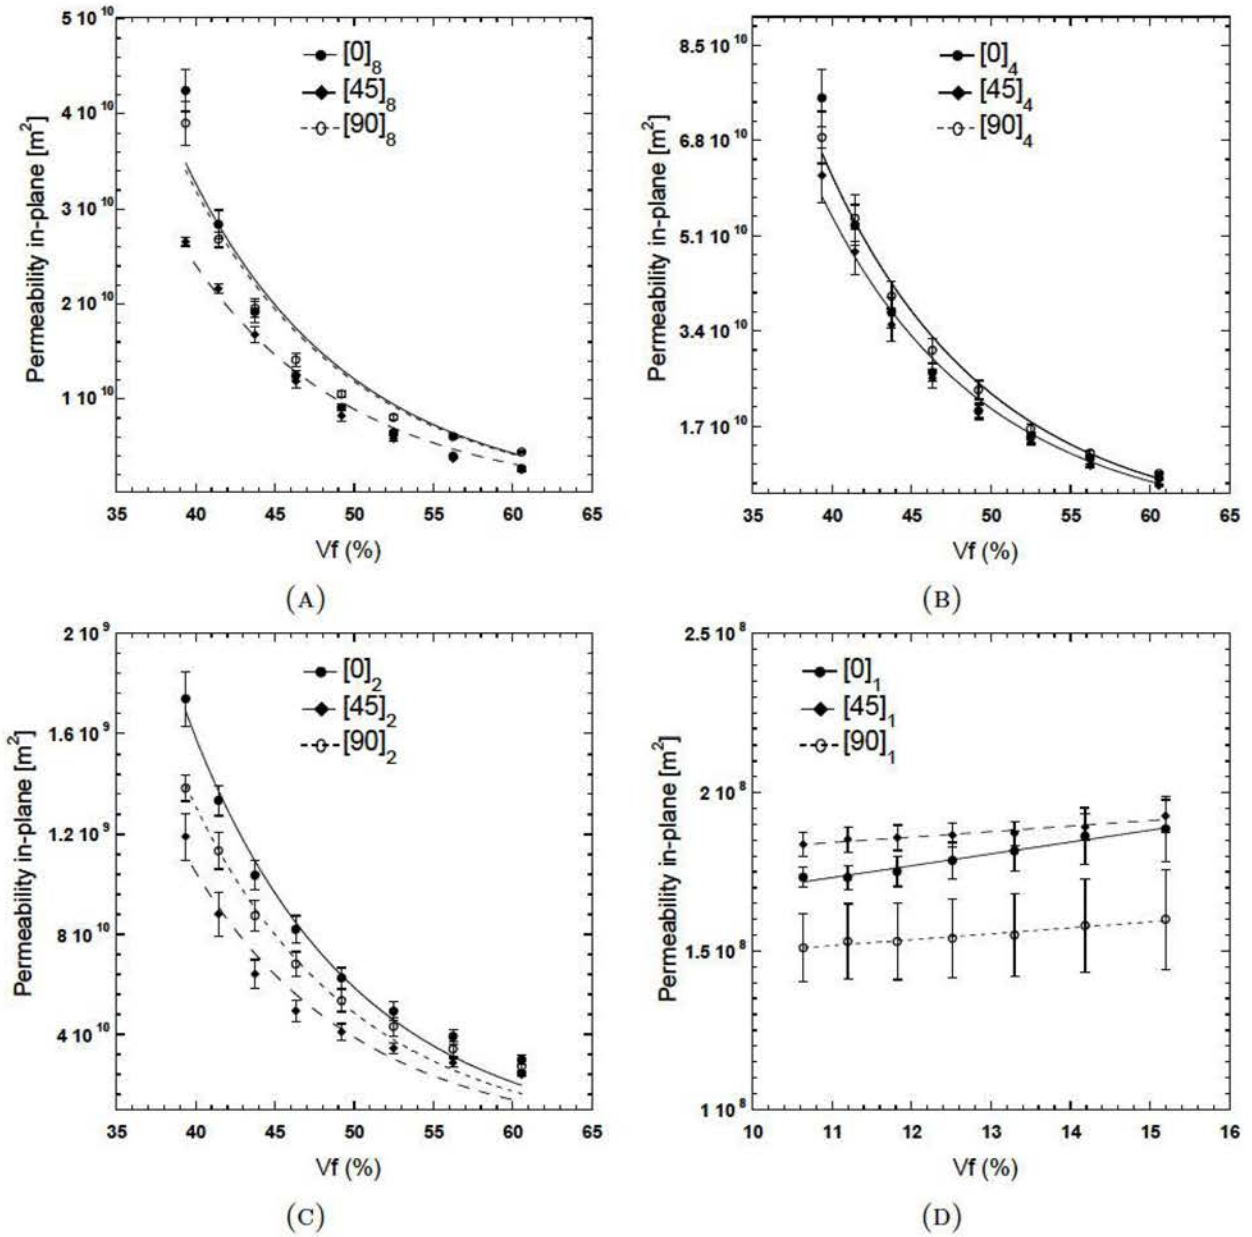 5 10^10
4 10^10
3 10^10
2 10^10
1 10^10
Permeability in-plane [m²]
[0]₈
[45]₈
[90]₈
35 40 45 50 55 60 65
Vf (%)
(A)
8.5 10^10
6.8 10^10
5.1 10^10
3.4 10^10
1.7 10^10
Permeability in-plane [m²]
[0]₄
[45]₄
[90]₄
35 40 45 50 55 60 65
Vf (%)
(B)
2 10^9
1.6 10^9
1.2 10^9
8 10^10
4 10^10
Permeability in-plane [m²]
[0]₂
[45]₂
[90]₂
35 40 45 50 55 60 65
Vf (%)
(C)
2.5 10^8
2 10^8
1.5 10^8
1 10^8
Permeability in-plane [m²]
[0]₁
[45]₁
[90]₁
10 11 12 13 14 15 16
Vf (%)
(D)